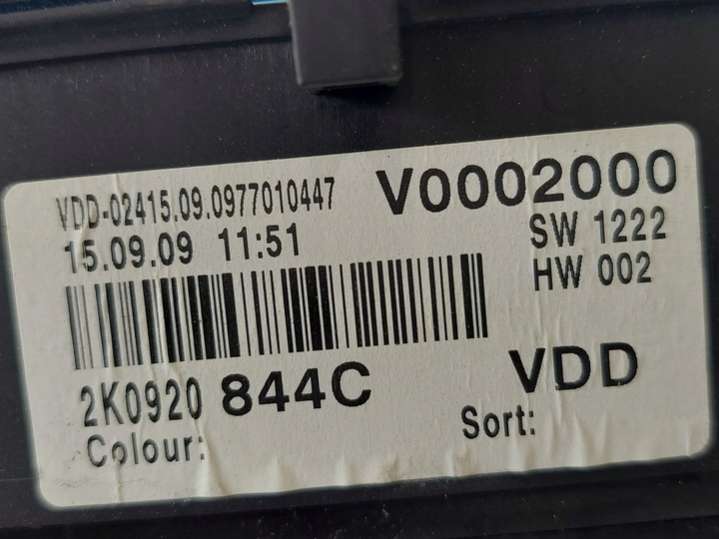 VDD-02415.09.0977010447 V0002000
15.09.09 11:51 SW 1222
HW 002
2K0920 844C VDD
Colour: Sort: